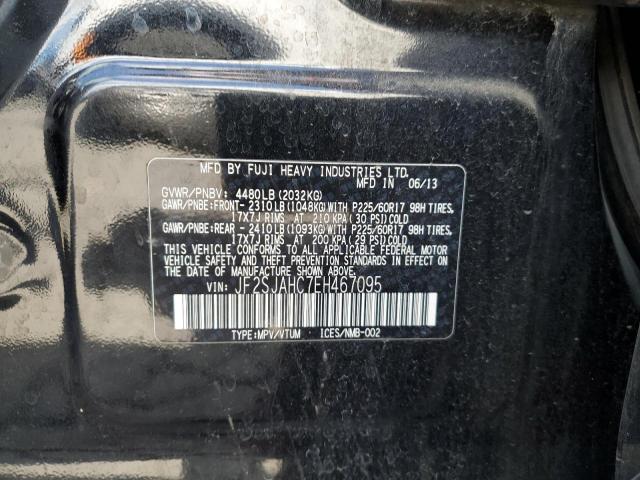 MFD BY FUJI HEAVY INDUSTRIES LTD.
MFD IN 06/13
GVWR/PNBV: 4480LB(2032KG)
GAWR/PNBE:FRONT- 2310LB(1048KG)WITH P225/60R17 98H TIRES,
17X7J RIMS AT 210 KPA (30 PSI)COLD
GAWR/PNBE:REAR - 2410LB(1093KG)WITH P225/60R17 98H TIRES,
17X7J RIMS AT 200 KPA (29 PSI)COLD
THIS VEHICLE CONFORMS TO ALL APPLICABLE FEDERAL MOTOR
VEHICLE SAFETY AND THEFT PREVENTION STANDARDS IN EFFECT
ON THE DATE OF MANUFACTURE SHOWN ABOVE.
VIN: JF2SJAHC7EH467095
TYPE:MPV/VTUM ICES/NMB-002